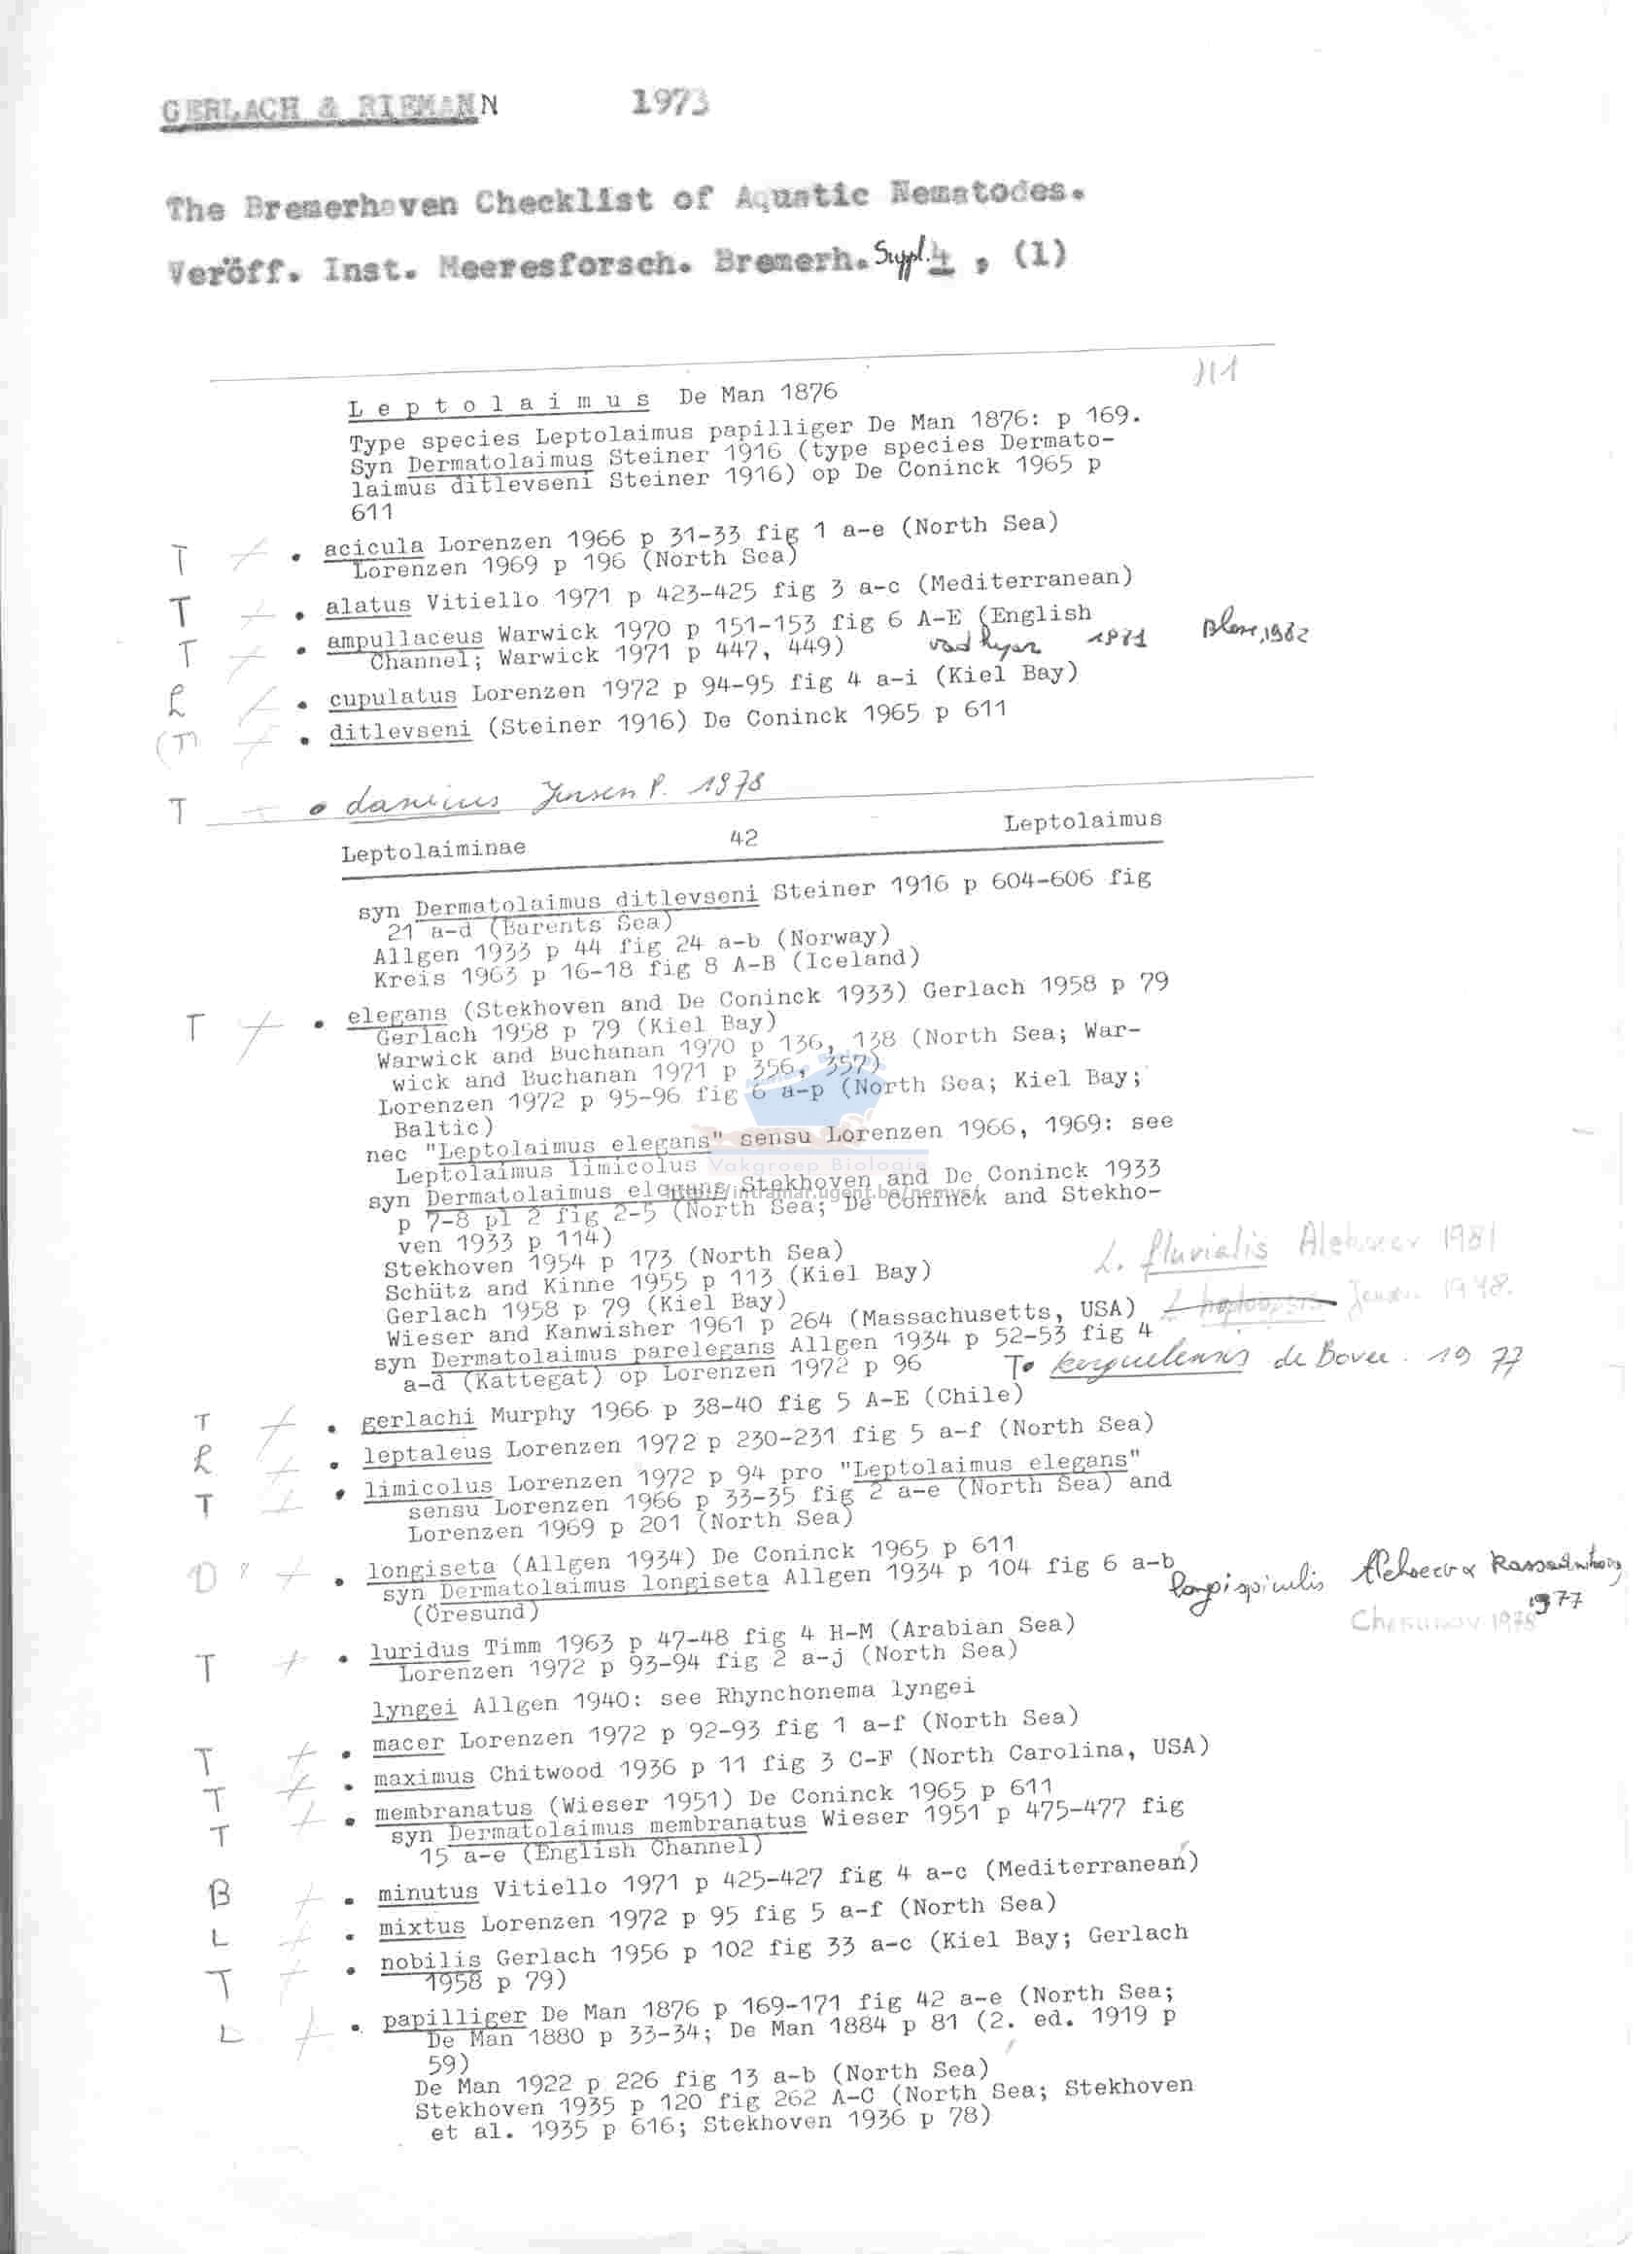 GERLACH & RIEMANN 1973
The Bremerhaven Checklist of Aquatic Nematodes.
Veröff. Inst. Meeresforsch. Bremerh. Suppl. 4 , (1)
111
Leptolaimus De Man 1876
Type species Leptolaimus papilliger De Man 1876: p 169.
Syn Dermatolaimus Steiner 1916 (type species Dermato-
laimus ditlevseni Steiner 1916) op De Coninck 1965 p
611
T • acicula Lorenzen 1966 p 31-33 fig 1 a-e (North Sea)
Lorenzen 1969 p 196 (North Sea)
T • alatus Vitiello 1971 p 423-425 fig 3 a-c (Mediterranean)
T • ampullaceus Warwick 1970 p 151-153 fig 6 A-E (English
Channel; Warwick 1971 p 447, 449) 1981 1982
• cupulatus Lorenzen 1972 p 94-95 fig 4 a-i (Kiel Bay)
(T) • ditlevseni (Steiner 1916) De Coninck 1965 p 611
T • danicus Jensen P. 1978
Leptolaiminae 42 Leptolaimus
syn Dermatolaimus ditlevseni Steiner 1916 p 604-606 fig
21 a-d (Barents Sea)
Allgen 1933 p 44 fig 24 a-b (Norway)
Kreis 1963 p 16-18 fig 8 A-B (Iceland)
T • elegans (Stekhoven and De Coninck 1933) Gerlach 1958 p 79
Gerlach 1958 p 79 (Kiel Bay)
Warwick and Buchanan 1970 p 136, 138 (North Sea; War-
wick and Buchanan 1971 p 356, 357)
Lorenzen 1972 p 95-96 fig 6 a-p (North Sea; Kiel Bay;
Baltic)
nec "Leptolaimus elegans" sensu Lorenzen 1966, 1969: see
Leptolaimus limicolus
Vakgroep Biologie
syn Dermatolaimus elegans Stekhoven and De Coninck 1933
http://intramar.ugent.be/nemys/
p 7-8 pl 2 fig 2-5 (North Sea; De Coninck and Stekho-
ven 1933 p 114)
Stekhoven 1954 p 173 (North Sea)
L. fluvialis Alekseev 1981
Schütz and Kinne 1955 p 113 (Kiel Bay)
Gerlach 1958 p 79 (Kiel Bay)
Jensen 1978.
Wieser and Kanwisher 1961 p 264 (Massachusetts, USA)
syn Dermatolaimus parelegans Allgen 1934 p 52-53 fig 4
a-d (Kattegat) op Lorenzen 1972 p 96
T• kerguelensis de Bovee. 1977
T • gerlachi Murphy 1966 p 38-40 fig 5 A-E (Chile)
• leptaleus Lorenzen 1972 p 230-231 fig 5 a-f (North Sea)
T • limicolus Lorenzen 1972 p 94 pro "Leptolaimus elegans"
sensu Lorenzen 1966 p 33-35 fig 2 a-e (North Sea) and
Lorenzen 1969 p 201 (North Sea)
D ? • longiseta (Allgen 1934) De Coninck 1965 p 611
syn Dermatolaimus longiseta Allgen 1934 p 104 fig 6 a-b
(Öresund)
longispiculis Alekseev & Rassadnikova
1977
Chesunov 1978
T • luridus Timm 1963 p 47-48 fig 4 H-M (Arabian Sea)
Lorenzen 1972 p 93-94 fig 2 a-j (North Sea)
lyngei Allgen 1940: see Rhynchonema lyngei
T • macer Lorenzen 1972 p 92-93 fig 1 a-f (North Sea)
T • maximus Chitwood 1936 p 11 fig 3 C-F (North Carolina, USA)
T • membranatus (Wieser 1951) De Coninck 1965 p 611
syn Dermatolaimus membranatus Wieser 1951 p 475-477 fig
15 a-e (English Channel)
B • minutus Vitiello 1971 p 425-427 fig 4 a-c (Mediterranean)
L • mixtus Lorenzen 1972 p 95 fig 5 a-f (North Sea)
T • nobilis Gerlach 1956 p 102 fig 33 a-c (Kiel Bay; Gerlach
1958 p 79)
L • papilliger De Man 1876 p 169-171 fig 42 a-e (North Sea;
De Man 1880 p 33-34; De Man 1884 p 81 (2. ed. 1919 p
59)
De Man 1922 p 226 fig 13 a-b (North Sea)
Stekhoven 1935 p 120 fig 262 A-C (North Sea; Stekhoven
et al. 1935 p 616; Stekhoven 1936 p 78)